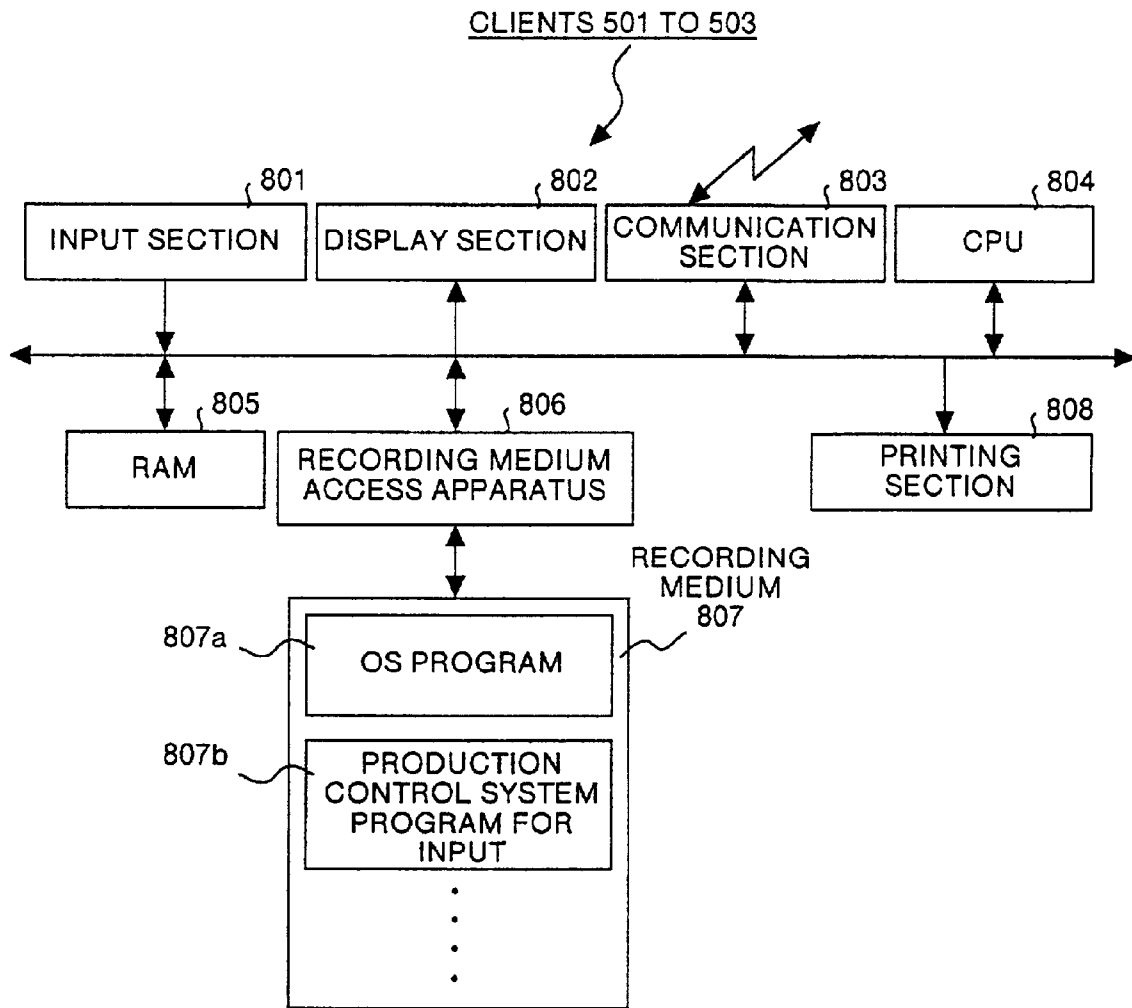 CLIENTS 501 TO 503
801
802
803
804
INPUT SECTION
DISPLAY SECTION
COMMUNICATION
SECTION
CPU
805
806
808
RAM
RECORDING MEDIUM
ACCESS APPARATUS
PRINTING
SECTION
RECORDING
MEDIUM
807
807a
OS PROGRAM
807b
PRODUCTION
CONTROL SYSTEM
PROGRAM FOR
INPUT